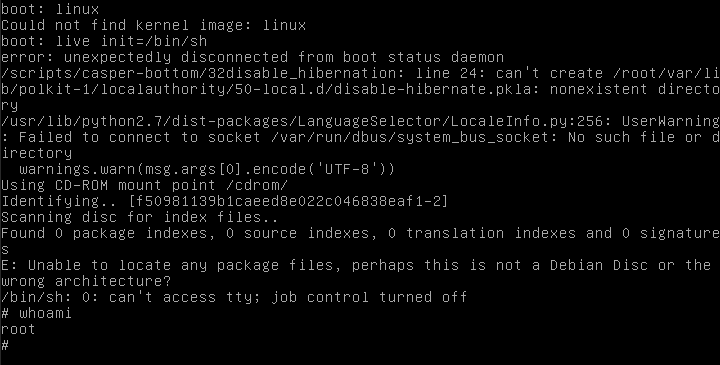 boot: linux
Could not find kernel image: linux
boot: live init=/bin/sh
error: unexpectedly disconnected from boot status daemon
/scripts/casper-bottom/32disable_hibernation: line 24: can't create /root/var/li
b/polkit-1/localauthority/50-local.d/disable-hibernate.pkla: nonexistent directo
ry
/usr/lib/python2.7/dist-packages/LanguageSelector/LocaleInfo.py:256: UserWarning
: Failed to connect to socket /var/run/dbus/system_bus_socket: No such file or d
irectory
  warnings.warn(msg.args[0].encode('UTF-8'))
Using CD-ROM mount point /cdrom/
Identifying.. [f50981139b1caeed8e022c046838eaf1-2]
Scanning disc for index files..
Found 0 package indexes, 0 source indexes, 0 translation indexes and 0 signature
s
E: Unable to locate any package files, perhaps this is not a Debian Disc or the
wrong architecture?
/bin/sh: 0: can't access tty; job control turned off
# whoami
root
#